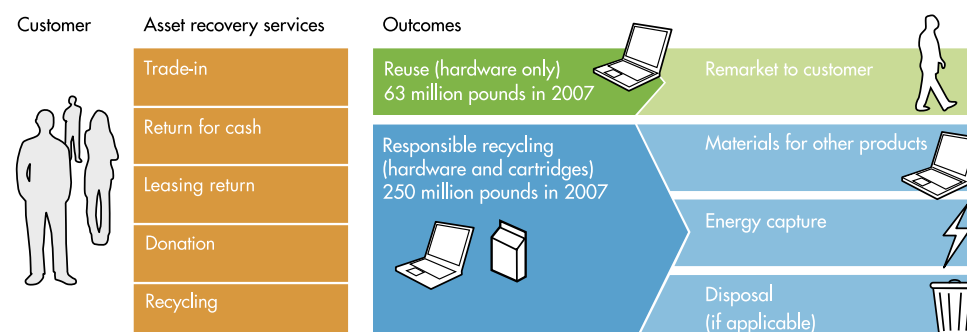 Customer
Asset recovery services
Outcomes
Trade-in
Return for cash
Leasing return
Donation
Recycling
Reuse (hardware only)
63 million pounds in 2007
Remarket to customer
Responsible recycling
(hardware and cartridges)
250 million pounds in 2007
Materials for other products
Energy capture
Disposal
(if applicable)